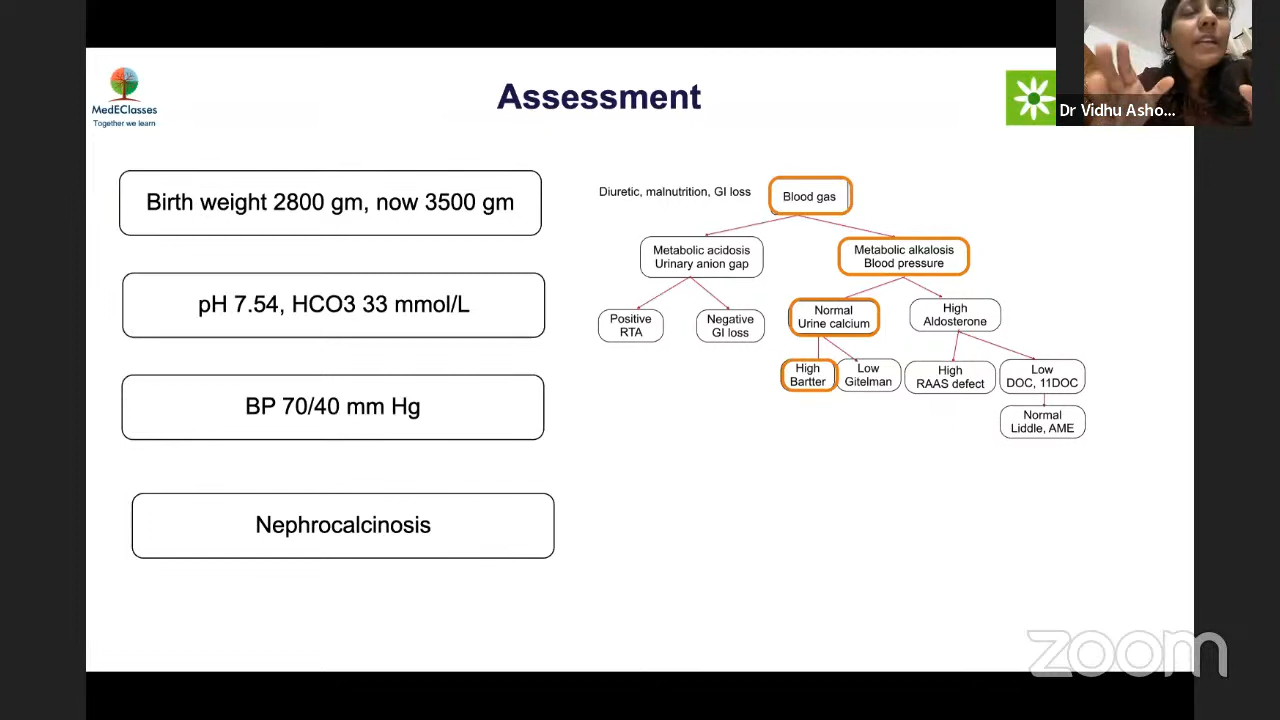 Assessment
MedEClasses
Together we learn
Dr Vidhu Asho...
Birth weight 2800 gm, now 3500 gm
pH 7.54, HCO3 33 mmol/L
BP 70/40 mm Hg
Nephrocalcinosis
Diuretic, malnutrition, GI loss
Blood gas
Metabolic acidosis
Urinary anion gap
Metabolic alkalosis
Blood pressure
Positive
RTA
Negative
GI loss
Normal
Urine calcium
High
Aldosterone
High
Bartter
Low
Gitelman
High
RAAS defect
Low
DOC, 11DOC
Normal
Liddle, AME
zoom